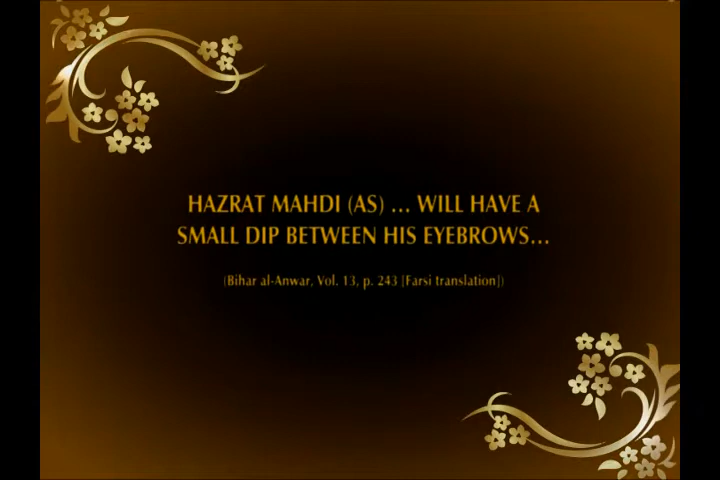 HAZRAT MAHDI (AS) ... WILL HAVE A
SMALL DIP BETWEEN HIS EYEBROWS...
(Bihar al-Anwar, Vol. 13, p. 243 [Farsi translation])